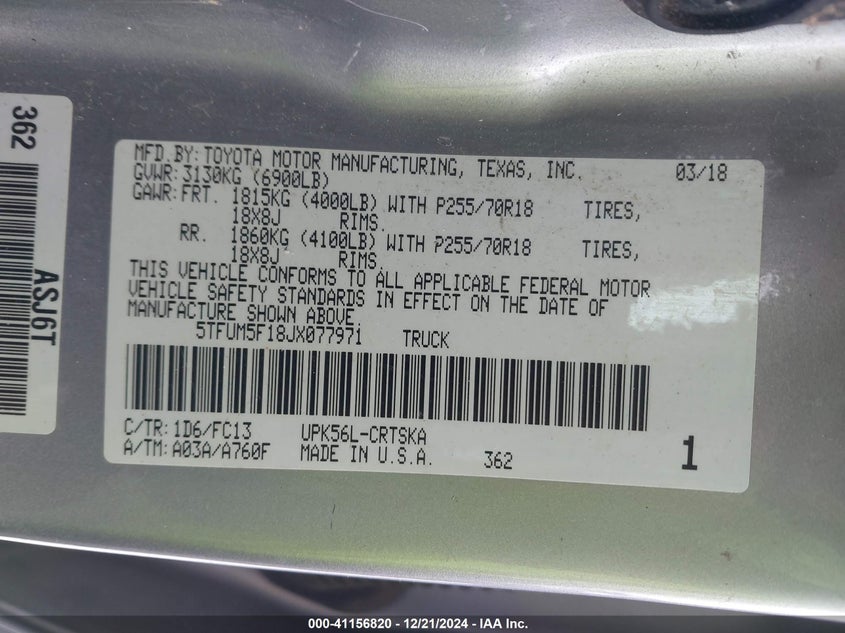 362
ASJ6T
MFD.BY:TOYOTA MOTOR MANUFACTURING, TEXAS, INC. 03/18
GVWR:3130KG (6900LB)
GAWR:FRT. 1815KG (4000LB) WITH P255/70R18 TIRES,
18X8J RIMS.
RR. 1860KG (4100LB) WITH P255/70R18 TIRES,
18X8J RIMS.
THIS VEHICLE CONFORMS TO ALL APPLICABLE FEDERAL MOTOR
VEHICLE SAFETY STANDARDS IN EFFECT ON THE DATE OF
MANUFACTURE SHOWN ABOVE.
5TFUM5F18JX077971 TRUCK
C/TR:1D6/FC13 UPK56L-CRTSKA
A/TM:A03A/A760F MADE IN U.S.A. 362 1
000-41156820 - 12/21/2024 - IAA Inc.